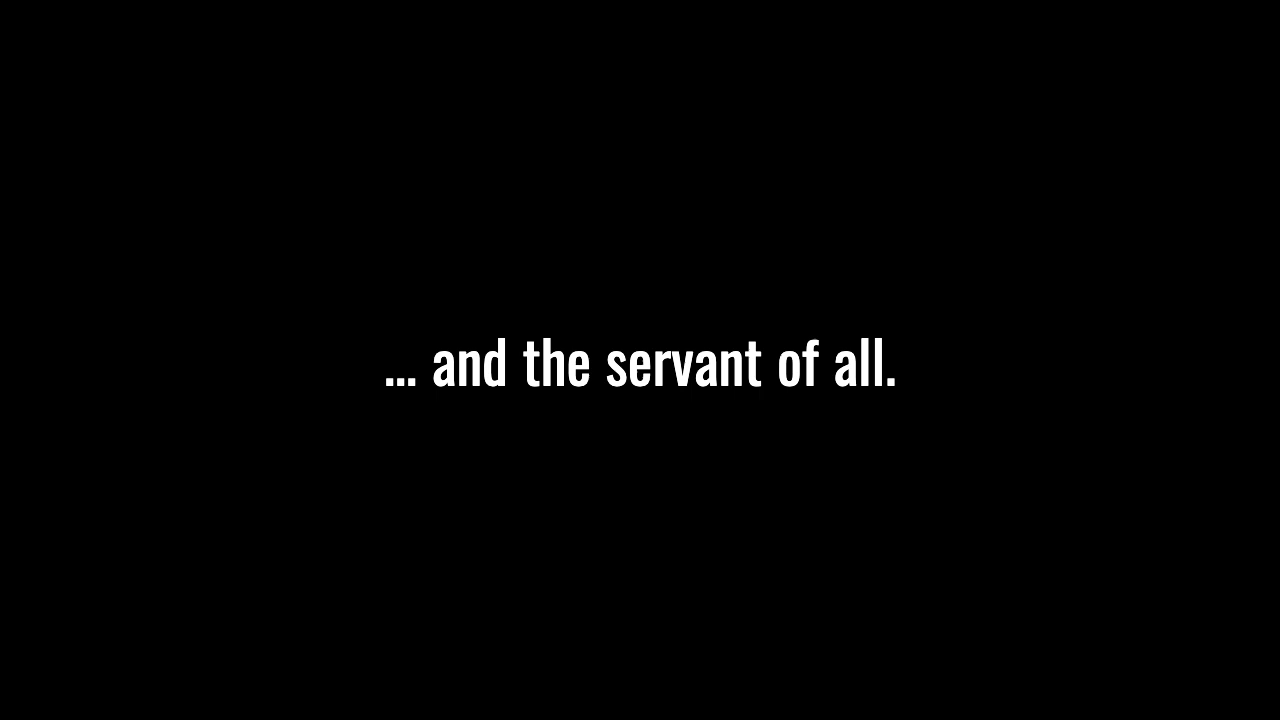 ... and the servant of all.